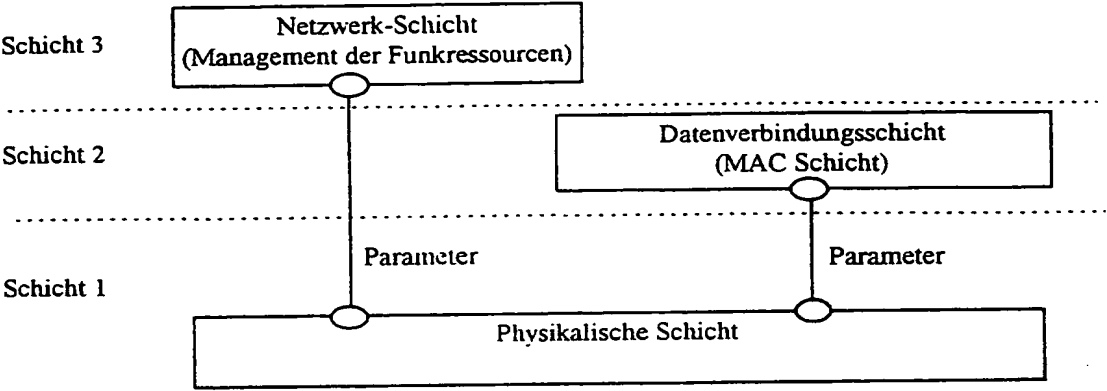 Schicht 3
Netzwerk-Schicht
(Management der Funkressourcen)
Schicht 2
Datenverbindungsschicht
(MAC Schicht)
Parameter
Parameter
Schicht 1
Physikalische Schicht